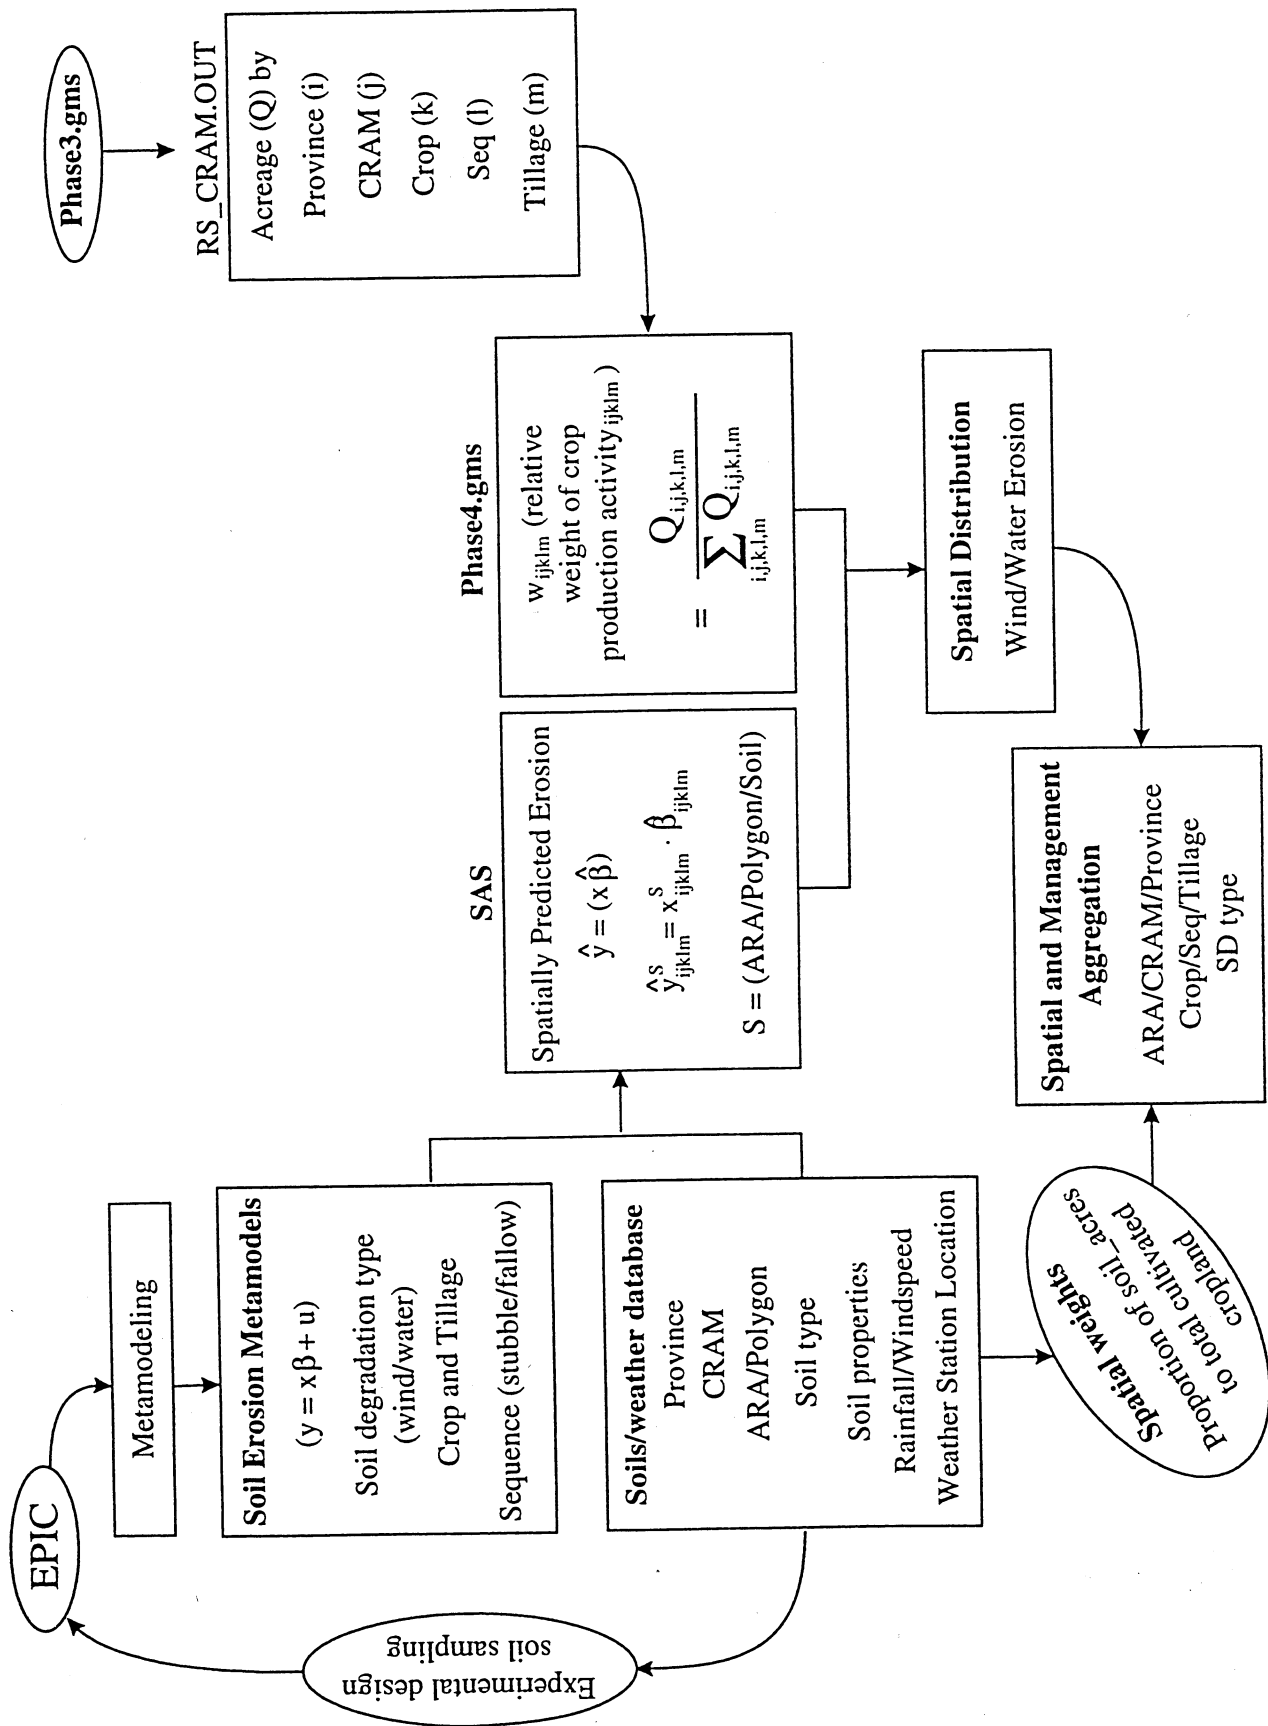 EPIC
Metamodeling
Soil Erosion Metamodels
(y = xβ + u)
Soil degradation type
(wind/water)
Crop and Tillage
Sequence (stubble/fallow)
Experimental design
soil sampling
Soils/weather database
Province
CRAM
ARA/Polygon
Soil type
Soil properties
Rainfall/Windspeed
Weather Station Location
Spatial weights
Proportion of soil_acres
to total cultivated
cropland
SAS
Spatially Predicted Erosion
ŷ = (xβ̂)
ŷ^s_ijklm = x^s_ijklm · β̂_ijklm
S = (ARA/Polygon/Soil)
Phase3.gms
RS_CRAM.OUT
Acreage (Q) by
Province (i)
CRAM (j)
Crop (k)
Seq (l)
Tillage (m)
Phase4.gms
w_ijklm (relative
weight of crop
production activity_ijklm)
= Q_i,j,k,l,m
∑ Q_i,j,k,l,m
i,j,k,l,m
Spatial Distribution
Wind/Water Erosion
Spatial and Management
Aggregation
ARA/CRAM/Province
Crop/Seq/Tillage
SD type